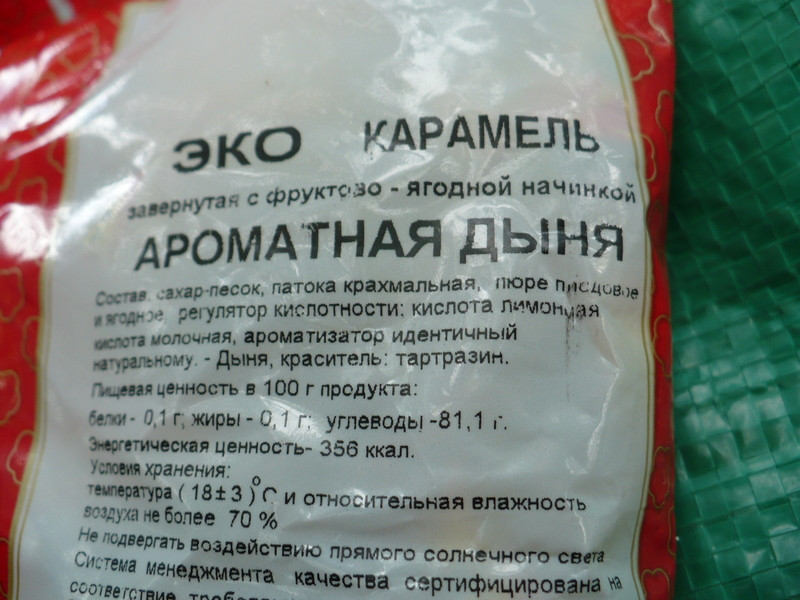 ЭКО КАРАМЕЛЬ
завернутая с фруктово - ягодной начинкой
АРОМАТНАЯ ДЫНЯ
Состав: сахар-песок, патока крахмальная, пюре плодовое
и ягодное, регулятор кислотности: кислота лимонная
кислота молочная, ароматизатор идентичный
натуральному. - Дыня, краситель: тартразин.
Пищевая ценность в 100 г продукта:
белки - 0,1 г; жиры - 0,1 г; углеводы -81,1 г.
Энергетическая ценность- 356 ккал.
Условия хранения:
температура ( 18±3 )°С и относительная влажность
воздуха не более 70 %
Не подвергать воздействию прямого солнечного света
Система менеджмента качества сертифицирована на
соответствие